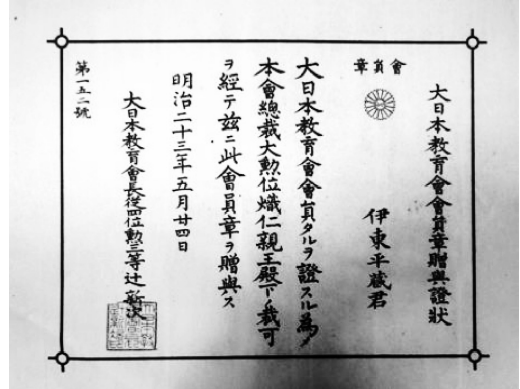 大日本教育會會員章贈與證狀
會員章
伊東平蔵君
大日本教育會會員タルヲ證スル爲メ
本會總裁大勲位熾仁親王殿下ノ裁可
ヲ經テ玆ニ此會員章ヲ贈與ス
明治二十三年五月廿四日
大日本教育會長從四位勲三等辻新次
第一五二號